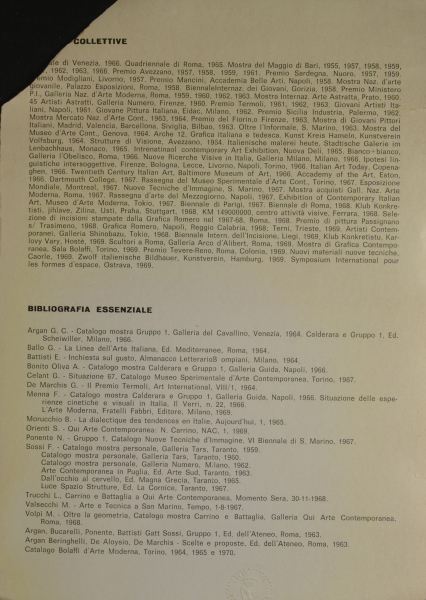 COLLETTIVE
di Venezia, 1966. Quadriennale di Roma, 1965. Mostra del Maggio di Bari, 1955, 1957, 1958, 1959,
1962, 1963, 1966. Premio Avezzano, 1957, 1958, 1959, 1961. Premio Sardegna, Nuoro, 1957, 1959.
Premio Modigliani, Livorno, 1957. Premio Mancini, Accademia Belle Arti, Napoli, 1958. Mostra Naz. d'arte
giovanile, Palazzo Esposizioni, Roma, 1958. BiennaleInternaz. dei Giovani, Gorizia, 1958. Premio Ministero
P.I., Galleria Naz. d'Arte Moderna, Roma, 1959, 1960, 1962, 1963. Mostra Internaz. Arte Astratta, Prato, 1960.
45 Artisti Astratti, Galleria Numero, Firenze, 1960. Premio Termoli, 1961, 1962, 1963, Giovani Artisti Ita-
liani, Napoli, 1961. Giovane Pittura Italiana, Eidac, Milano, 1962. Premio Sicilia Industria, Palermo, 1962.
Mostra Mercato Naz. d'Arte Cont., 1963, 1964. Premio del Fiorino Firenze, 1963. Mostra di Giovani Pittori
Italiani, Madrid, Valencia, Barcellona, Siviglia, Bilbao, 1963. Oltre l'Informale, S. Marino, 1963. Mostra del
Museo d'Arte Cont., Genova, 1964. Arche 12. Grafica italiana e tedesca. Kunst Kreis Hameln, Kunstverein
Volfsburg, 1964. Strutture di Visione, Avezzano, 1964. Italienische malerei heute, Stadtische Galerie im
Lembachhous, Monaco, 1965. Intrenatinaol contemporary Art Exhibition, Nuova Deli, 1965. Bianco+bianco,
Galleria l'Obelisco, Roma, 1966. Nuove Ricerche Visive in Italia, Galleria Milano, Milano, 1966. Ipotesi lin-
guistiche intersoggettive, Firenze, Bologna, Lecce, Livorno, Napoli, Torino, 1966. Italian Art Today, Copena-
ghen, 1966. Twentieth Century Italian Art, Baltimore Museum of Art, 1966. Accademy of the Art, Eston,
1966. Dartmouth College, 1967. Rassegna del Museo Sperimentale d'Arte Cont., Torino, 1967. Esposizione
Mondiale, Montreal, 1967. Nuove Tecniche d'Immagine, S. Marino, 1967. Mostra acquisti Gall. Naz. Arte
Moderna, Roma, 1967. Rassegna d'arte del Mezzogiorno, Napoli, 1967. Exhibition of Contemporary Italian
Art, Museo d'Arte Moderna, Tokio, 1967. Biennale di Parigi, 1967. Biennale di Roma, 1968. Klub Konkre-
tisti, jihlave, Zilina, Usti, Praha, Stuttgart, 1968. KM 149000000, centro attività visive, Ferrara, 1968. Sele-
zione di incisioni stampate dalla Grafica Romero nel 1967-68, Roma, 1968. Premio di pittura Passignano
s/ Trasimeno, 1968. Grafica Romero, Napoli, Reggio Calabria, 1968; Terni, Trieste, 1969. Artisti Contem-
poranei, Galleria Shinobazu, Tokio, 1968. Biennale Intern. dell'Incisione, Liegi, 1969, Klub Konkretistu, Kar-
lovy Vary, Hosté, 1969. Scultori a Roma, Galleria Arco d'Alibert, Roma, 1969. Mostra di Grafica Contempo-
ranea, Sala Bolaffi, Torino, 1969. Premio Tevere-Reno, Roma, Colonia, 1969. Nuovi materiali nuove tecniche,
Caorle, 1969. Zwolf italienische Bildhauer, Kunstverein, Hamburg, 1969. Symposium International pour
les formes d'espace, Ostrava, 1969.
BIBLIOGRAFIA ESSENZIALE
Argan G. C. - Catalogo mostra Gruppo 1, Galleria del Cavallino, Venezia, 1964. Calderara e Gruppo 1, Ed.
Scheiwiller, Milano, 1966.
Ballo G. - La Linea dell'Arte Italiana, Ed. Mediterranee, Roma, 1964.
Battisti E. - Inchiesta sul gusto, Almanacco LetterarioB ompiani, Milano, 1964.
Bonito Oliva A. - Catalogo mostra Calderara e Gruppo 1, Galleria Guida, Napoli, 1966.
Celant G. - Situazione 67, Catalogo Museo Sperimentale d'Arte Contemporanea, Torino, 1967.
De Marchis G. - Il Premio Termoli, Art International, VIII/1, 1964.
Menna F. - Catalogo mostra Calderara e Gruppo 1, Galleria Guida, Napoli, 1966. Situazione delle espe-
rienze cinetiche e visuali in Italia, Il Verri, n. 22, 1966.
L'Arte Moderna, Fratelli Fabbri, Editore, Milano, 1969.
Morucchio B. - La dialectique des tendences en Italie, Aujourd'hui, 1, 1965.
Orienti S. - Qui Arte Contemporanea: N. Carrino, NAC, 1, 1969.
Ponente N. - Gruppo 1, Catalogo Nuove Tecniche d'Immagine, VI Biennale di S. Marino, 1967.
Sossi F. - Catalogo mostra personale, Galleria Tars, Taranto, 1959.
Catalogo mostra personale, Galleria Tars, Taranto, 1960.
Catalogo mostra personale, Galleria Numero, Milano, 1962.
Arte Contemporanea in Puglia, Ed. Arte Sud, Taranto, 1963.
Dall'occhio al cervello, Ed. Magna Grecia, Taranto, 1965.
Luce Spazio Strutture, Ed. La Cornice, Taranto, 1967.
Trucchi L., Carrino e Battaglia a Qui Arte Contemporanea, Momento Sera, 30-11-1968.
Valsecchi M. - Arte e Tecnica a San Marino, Tempo, 1-8-1967.
Volpi M. - Oltre la geometria, Catalogo mostra Carrino e Battaglia, Galleria Qui Arte Contemporanea,
Roma, 1968.
Argan, Bucarelli, Ponente, Battisti Gatt Sossi, Gruppo 1, Ed. dell'Ateneo, Roma, 1963.
Argan Beringhelli, De Aloysio, De Marchia - Scelte e proposte, Ed. dell'Ateneo, Roma, 1963.
Catalogo Bolaffi d'Arte Moderna, Torino, 1964, 1965 e 1970.